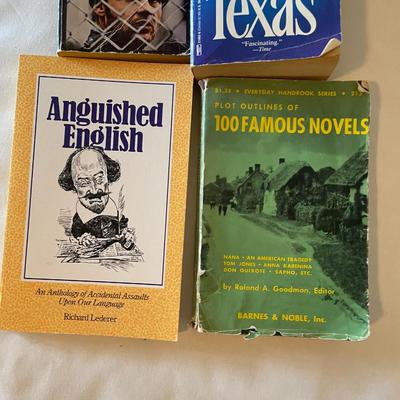 Texas
"Fascinating."
—Time
Anguished
English
An Anthology of Accidental Assaults
Upon Our Language
Richard Lederer
$1.25 • EVERYDAY HANDBOOK SERIES • 215
PLOT OUTLINES OF
100 FAMOUS NOVELS
NANA • AN AMERICAN TRAGEDY
TOM JONES • ANNA KARENINA
DON QUIXOTE • SAPHO, ETC.
by Roland A. Goodman, Editor
BARNES & NOBLE, Inc.